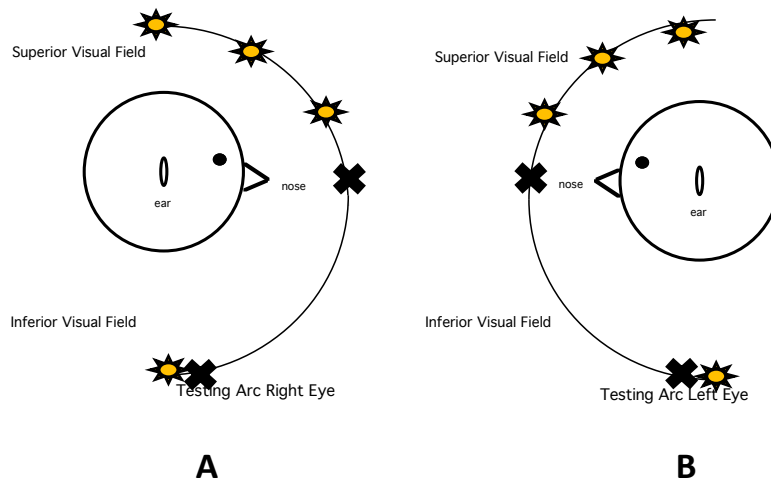 Superior Visual Field
nose
ear
Inferior Visual Field
Testing Arc Right Eye
A
Superior Visual Field
nose
ear
Inferior Visual Field
Testing Arc Left Eye
B